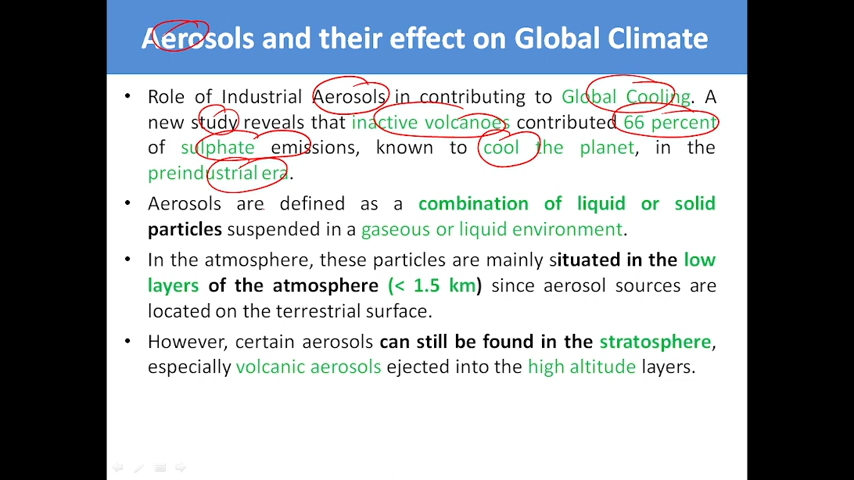 Aerosols and their effect on Global Climate
• Role of Industrial Aerosols in contributing to Global Cooling. A
new study reveals that inactive volcanoes contributed 66 percent
of sulphate emissions, known to cool the planet, in the
preindustrial era.
• Aerosols are defined as a combination of liquid or solid
particles suspended in a gaseous or liquid environment.
• In the atmosphere, these particles are mainly situated in the low
layers of the atmosphere (< 1.5 km) since aerosol sources are
located on the terrestrial surface.
• However, certain aerosols can still be found in the stratosphere,
especially volcanic aerosols ejected into the high altitude layers.